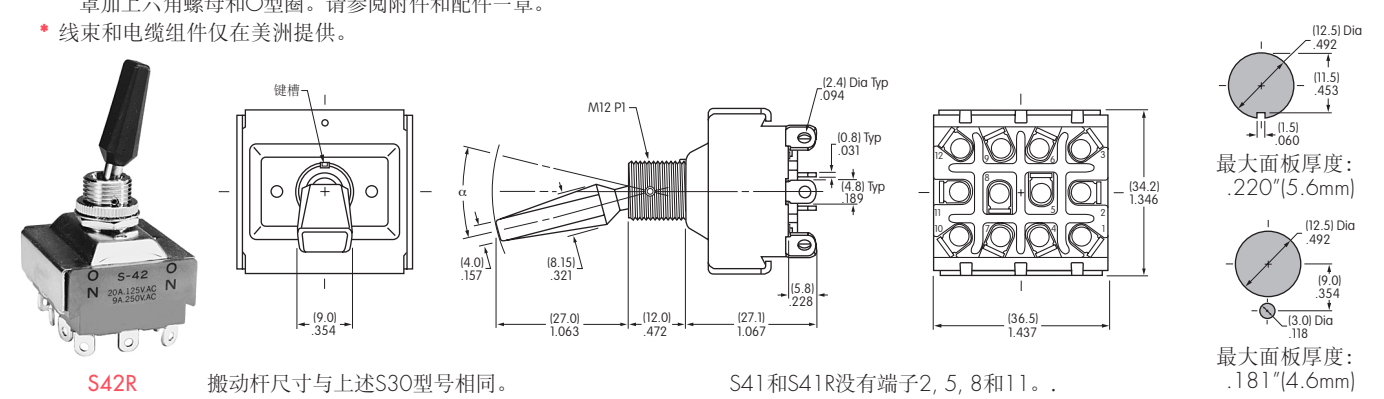 罩加上六角螺母和O型圈。请参阅附件和配件一章。
* 线束和电缆组件仅在美洲提供。
O S-42 O
N 20A.125V.AC N
9A.250V.AC
S42R
键槽
(9.0)
.354
搬动杆尺寸与上述S30型号相同。
M12 P1
α
(4.0)
.157
(8.15)
.321
(27.0)
1.063
(12.0)
.472
(27.1)
1.067
(2.4) Dia Typ
.094
(0.8) Typ
.031
(4.8) Typ
.189
(5.8)
.228
12 9 6 3
11 8 5 2
10 7 4 1
(34.2)
1.346
(36.5)
1.437
S41和S41R没有端子2, 5, 8和11。.
(12.5) Dia
.492
(11.5)
.453
(1.5)
.060
最大面板厚度:
.220"(5.6mm)
(12.5) Dia
.492
(9.0)
.354
(3.0) Dia
.118
最大面板厚度:
.181"(4.6mm)